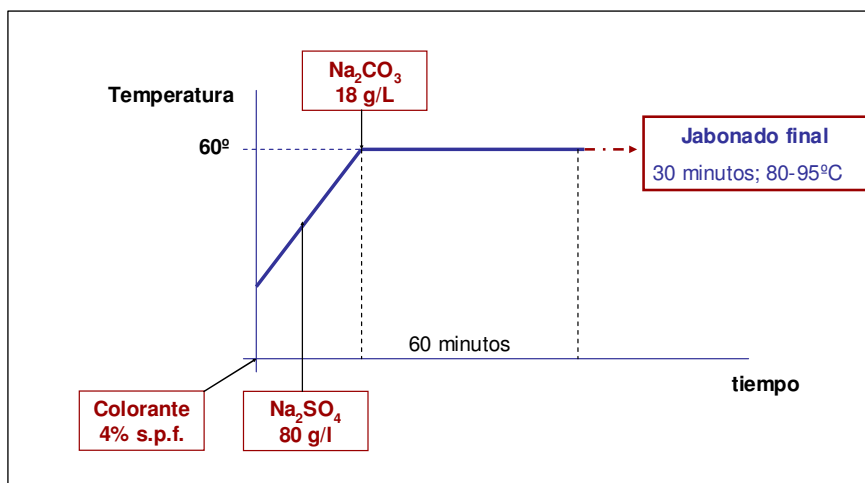 Na₂CO₃
18 g/L
Temperatura
60º
Jabonado final
30 minutos; 80-95ºC
60 minutos
tiempo
Colorante
4% s.p.f.
Na₂SO₄
80 g/l